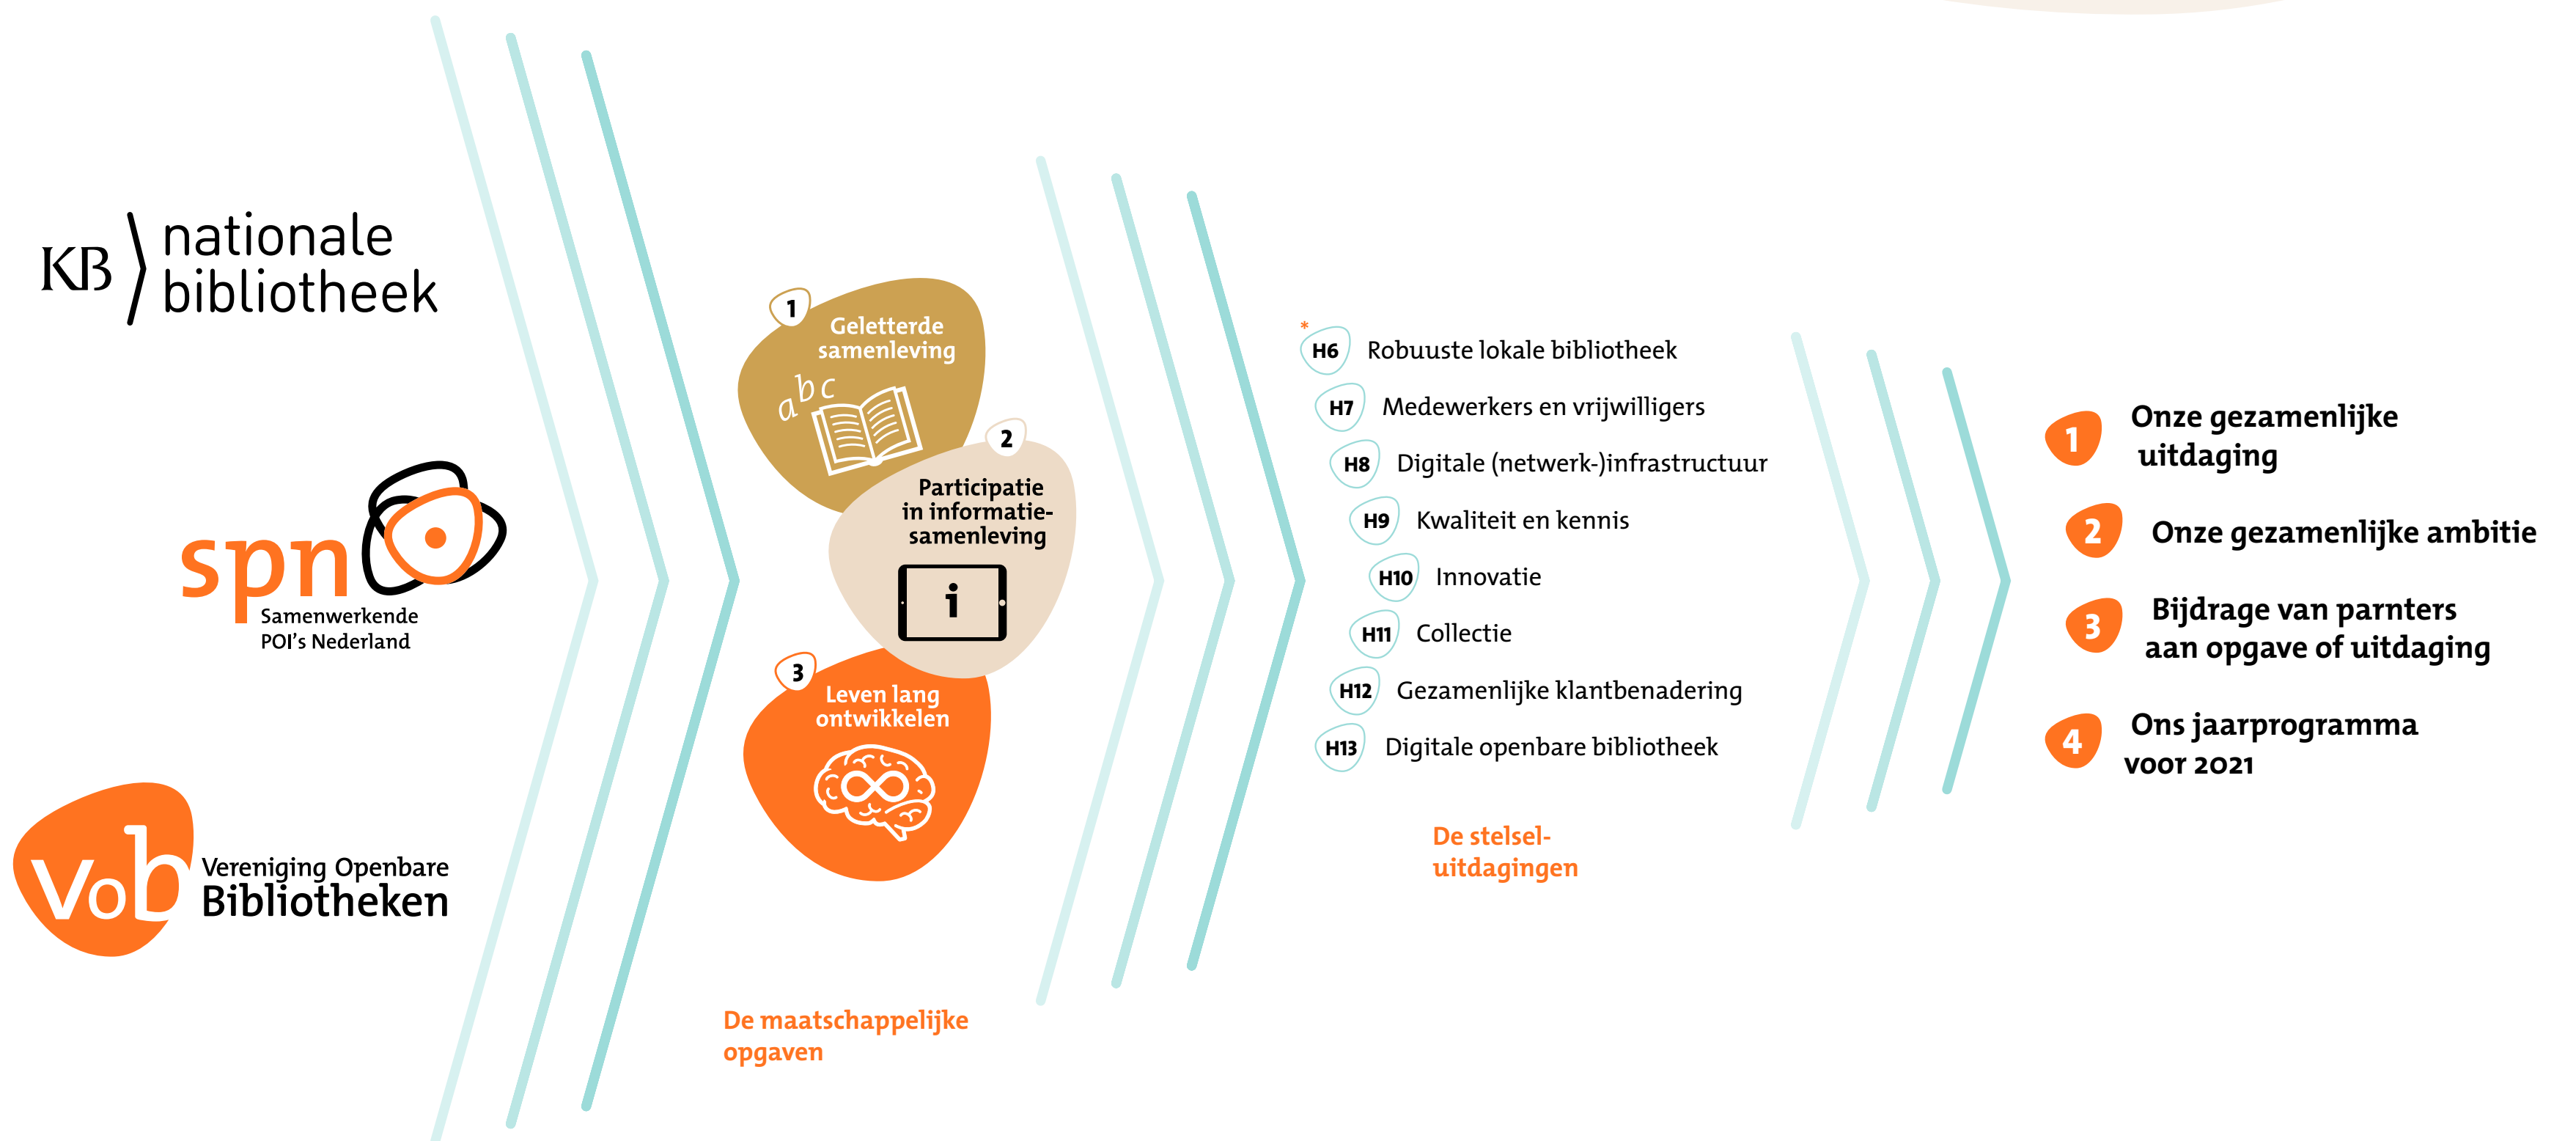 KB
nationale
bibliotheek
spn
Samenwerkende
POI's Nederland
Vob
Vereniging Openbare
Bibliotheken
1
Geletterde
samenleving
abc
2
Participatie
in informatie-
samenleving
i
3
Leven lang
ontwikkelen
De maatschappelijke
opgaven
*
H6 Robuuste lokale bibliotheek
H7 Medewerkers en vrijwilligers
H8 Digitale (netwerk-)infrastructuur
H9 Kwaliteit en kennis
H10 Innovatie
H11 Collectie
H12 Gezamenlijke klantbenadering
H13 Digitale openbare bibliotheek
De stelsel-
uitdagingen
1 Onze gezamenlijke
uitdaging
2 Onze gezamenlijke ambitie
3 Bijdrage van parnters
aan opgave of uitdaging
4 Ons jaarprogramma
voor 2021